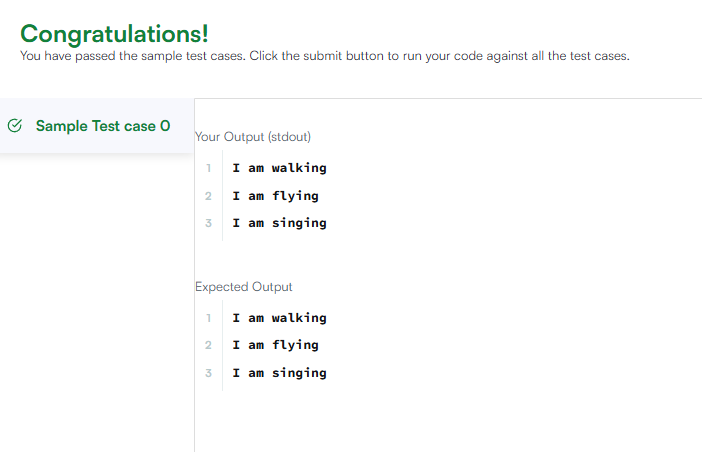 Congratulations!
You have passed the sample test cases. Click the submit button to run your code against all the test cases.
Sample Test case 0
Your Output (stdout)
1 I am walking
2 I am flying
3 I am singing
Expected Output
1 I am walking
2 I am flying
3 I am singing